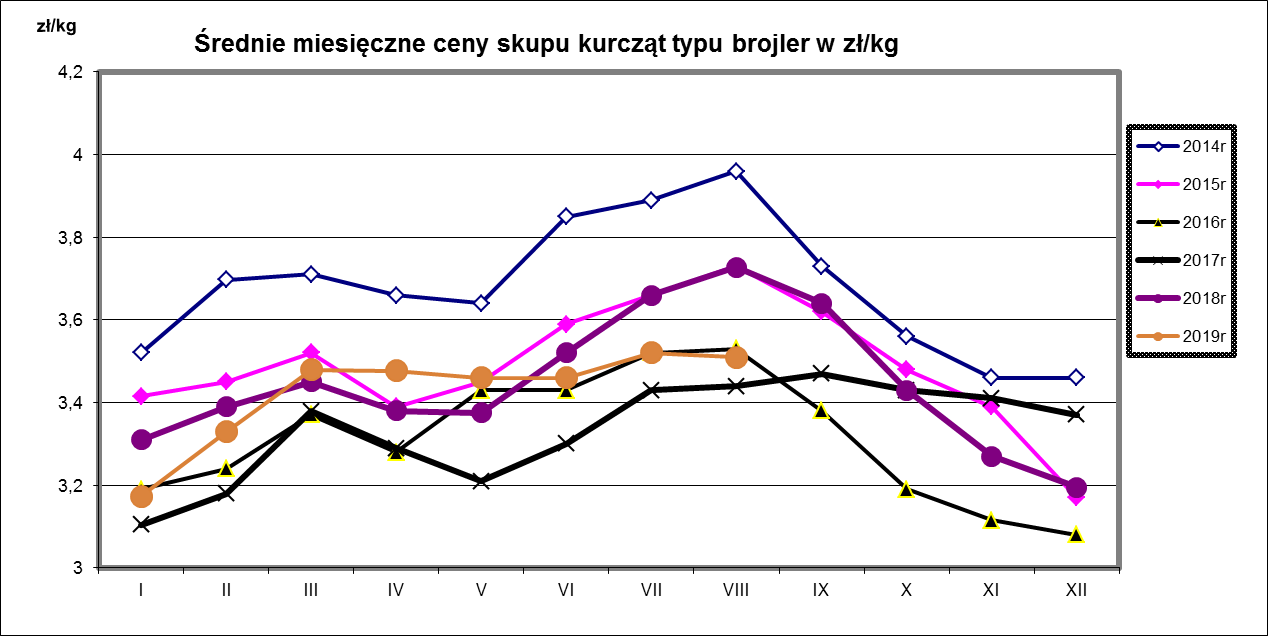 zł/kg
Średnie miesięczne ceny skupu kurcząt typu brojler w zł/kg
4,2
4
3,8
3,6
3,4
3,2
3
I II III IV V VI VII VIII IX X XI XII
2014r
2015r
2016r
2017r
2018r
2019r